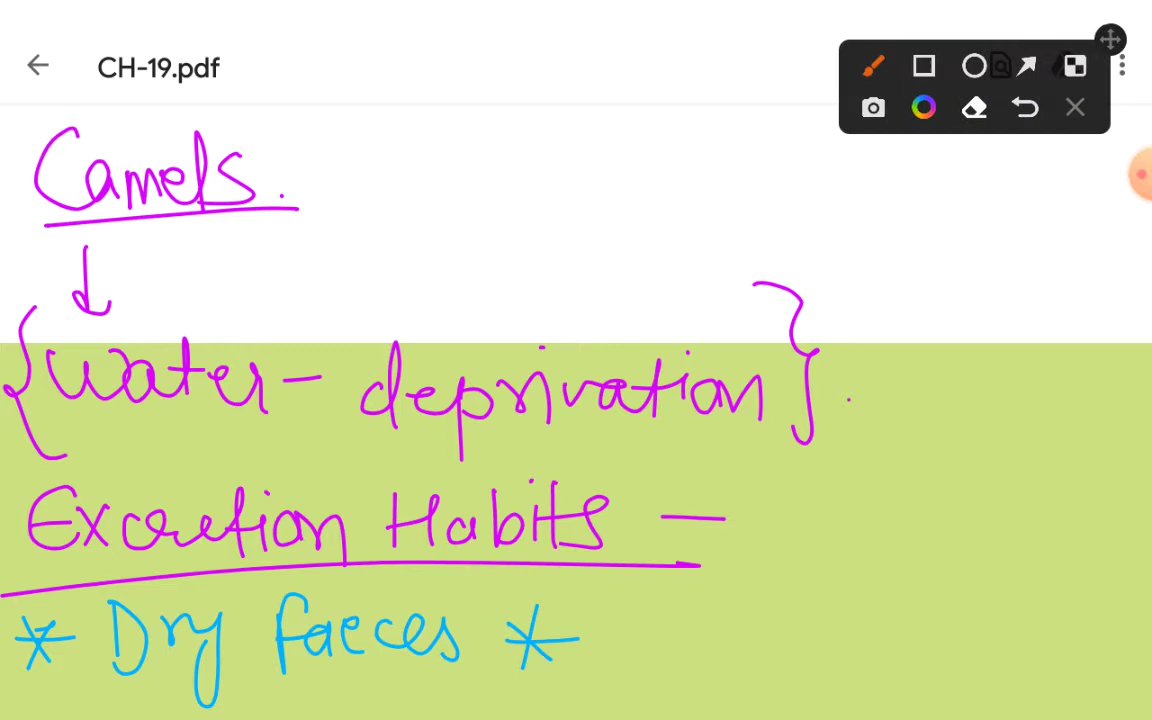 CH-19.pdf
Camels.
{Water- deprivation}.
Excretion Habits -
* Dry faeces *